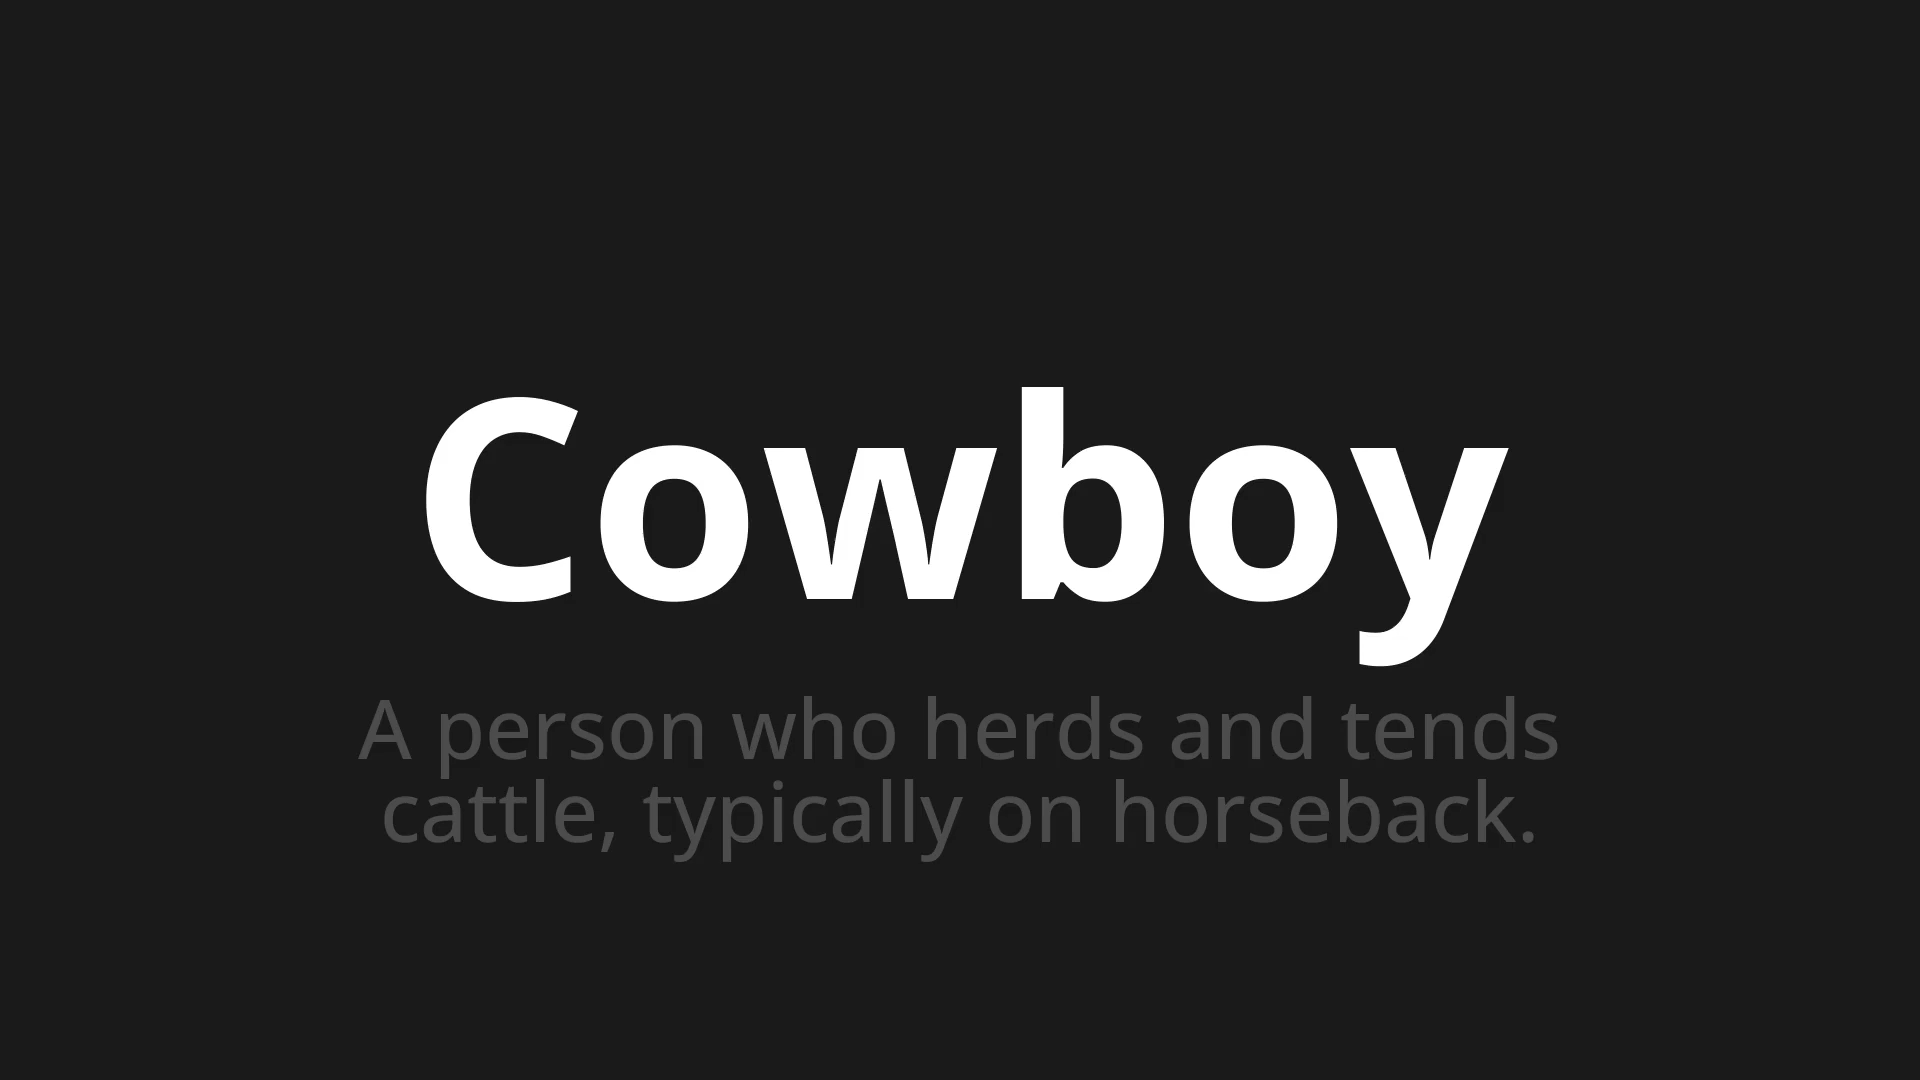 Cowboy
A person who herds and tends
cattle, typically on horseback.